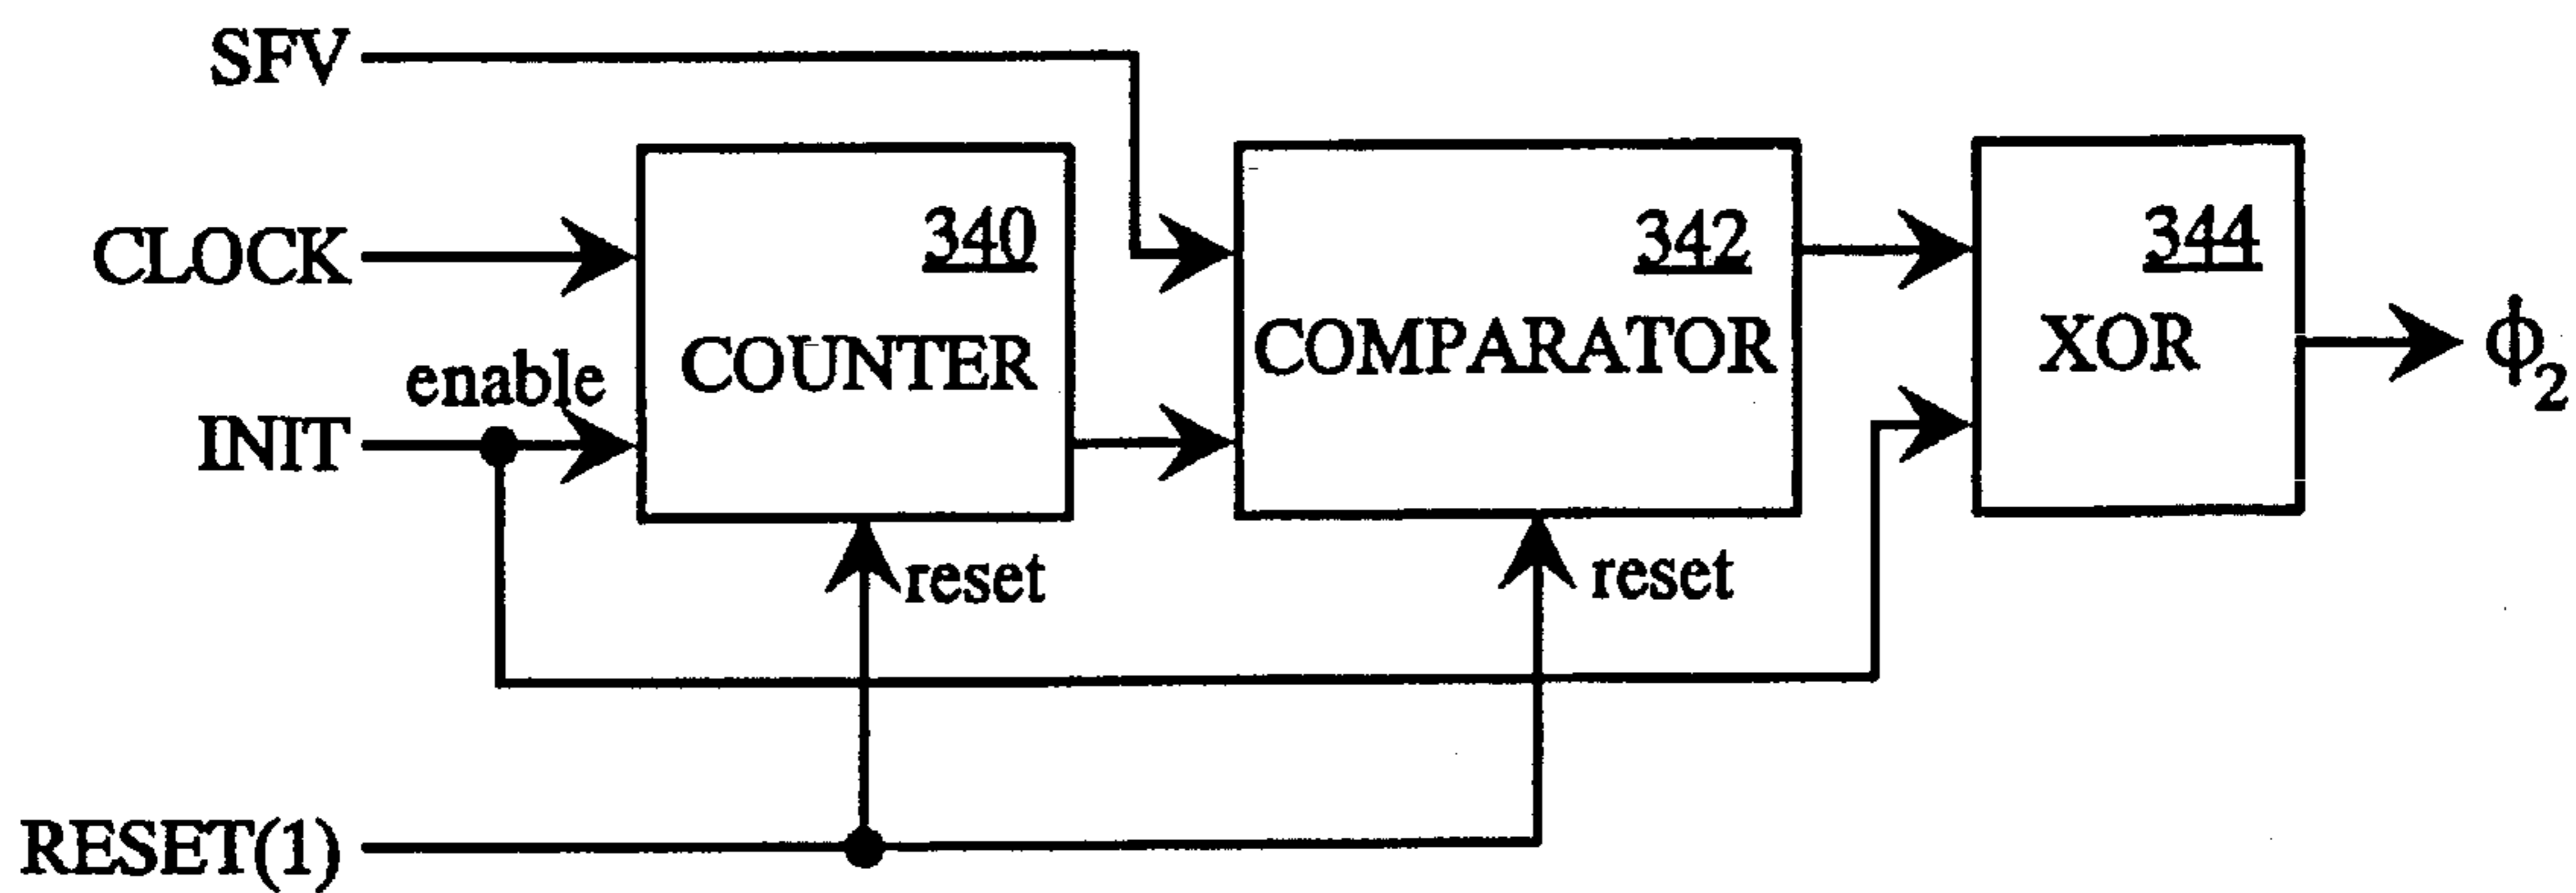 SFV
CLOCK
enable
INIT
340
COUNTER
reset
342
COMPARATOR
reset
344
XOR
ϕ2
RESET(1)